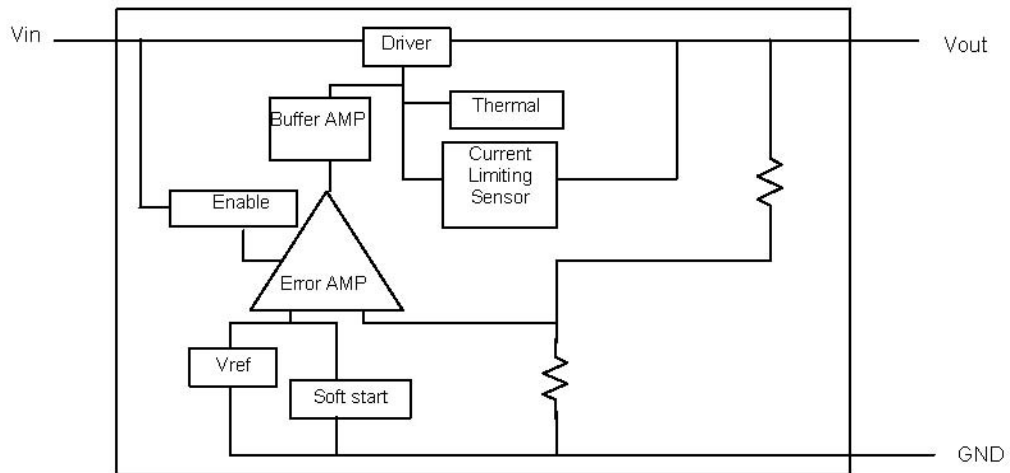 Vin
Driver
Vout
Buffer AMP
Thermal
Current
Limiting
Sensor
Enable
Error AMP
Vref
Soft start
GND